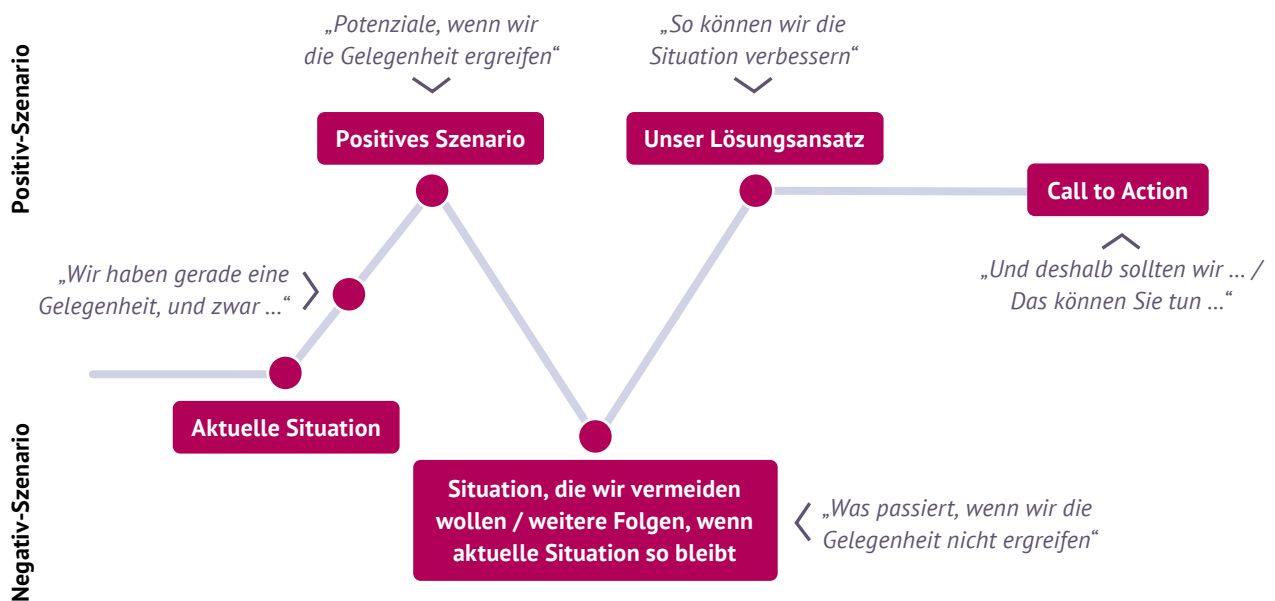 Positiv-Szenario
„Potenziale, wenn wir
die Gelegenheit ergreifen“
„So können wir die
Situation verbessern“
Positives Szenario
Unser Lösungsansatz
Call to Action
„Wir haben gerade eine
Gelegenheit, und zwar ...“
„Und deshalb sollten wir ... /
Das können Sie tun ...“
Aktuelle Situation
Negativ-Szenario
Situation, die wir vermeiden
wollen / weitere Folgen, wenn
aktuelle Situation so bleibt
„Was passiert, wenn wir die
Gelegenheit nicht ergreifen“